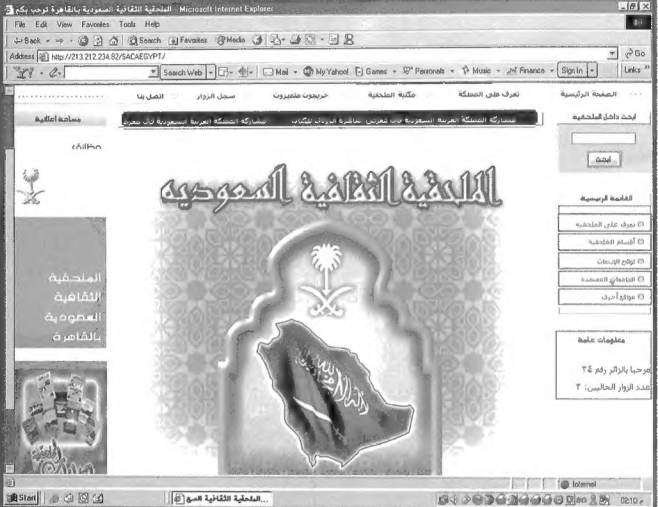 الملحقية الثقافية السعودية بالقاهرة ترحب بكم - Microsoft Internet Explorer
File Edit View Favorites Tools Help
Back Search Favorites Media
Address http://213.212.234.82/SACAEGYPT/ Go
Y! Search Web Mail My Yahoo! Games Personals Music Finance Sign In Links »
الصفحة الرئيسية تعرف على المملكة مكتبة الملحقية خريجون متميزون سجل الزوار اتصل بنا
ابحث داخل الملحقية
ابحث
مساحة اعلانية
الملحقية الثقافية السعودية
القائمة الرئيسية
تعرف على الملحقية
أقسام الملحقية
لوائح الإبتعاث
مواقع أخرى
الملحقية
الثقافية
السعودية
بالقاهرة
معلومات عامة
مرحبا بالزائر رقم ٣٤
عدد الزوار الحاليين: ٢
Internet
Start
الملحقية الثقافية السع...
02:10 م